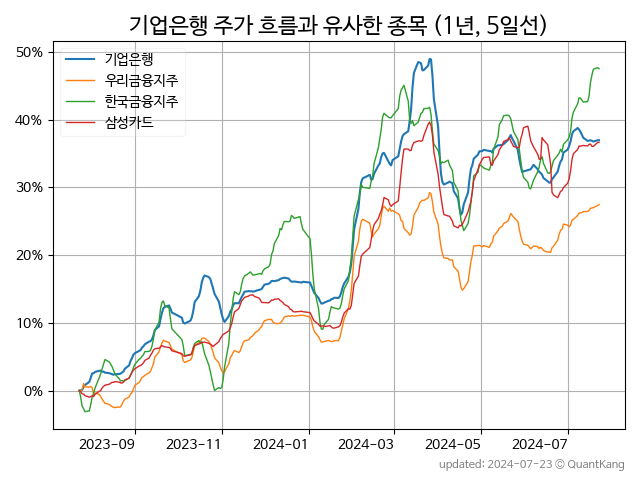 기업은행 주가 흐름과 유사한 종목 (1년, 5일선)
기업은행
우리금융지주
한국금융지주
삼성카드
50%
40%
30%
20%
10%
0%
2023-09
2023-11
2024-01
2024-03
2024-05
2024-07
updated: 2024-07-23 © QuantKang